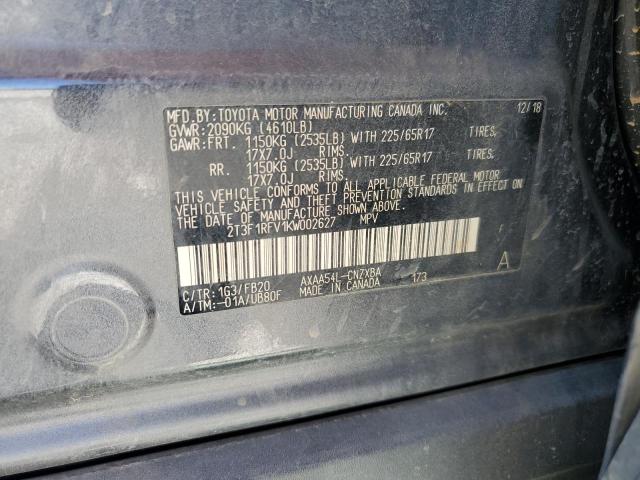 MFD.BY: TOYOTA MOTOR MANUFACTURING CANADA INC. 12/18
GVWR: 2090KG (4610LB)
GAWR: FRT. 1150KG (2535LB) WITH 225/65R17 TIRES.
17X7.0J RIMS.
RR. 1150KG (2535LB) WITH 225/65R17 TIRES.
17X7.0J RIMS.
THIS VEHICLE CONFORMS TO ALL APPLICABLE FEDERAL MOTOR
VEHICLE SAFETY AND THEFT PREVENTION STANDARDS IN EFFECT ON
THE DATE OF MANUFACTURE SHOWN ABOVE.
2T3F1RFV1KW002627 MPV
A
C/TR: 1G3/FB20 AXAA54L-CNZXBA 173
A/TM: -01A/UB80F MADE IN CANADA